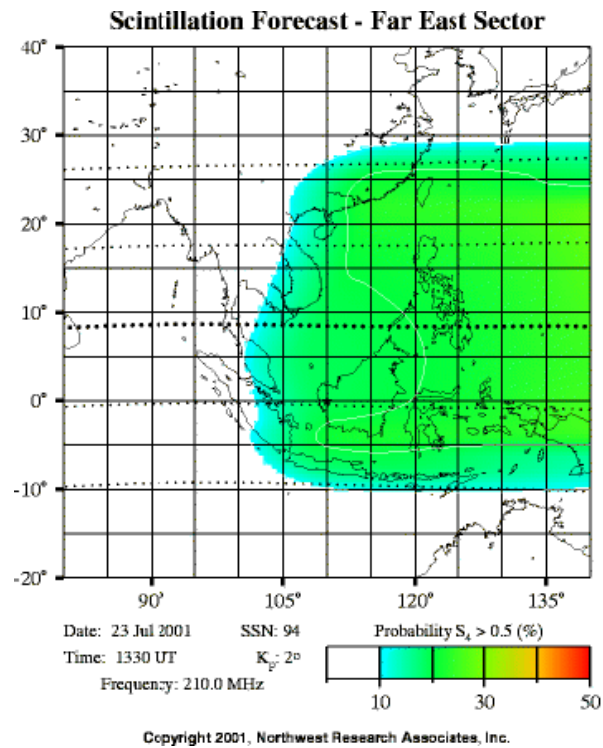 Scintillation Forecast - Far East Sector
40°
30°
20°
10°
0°
-10°
-20°
90°
105°
120°
135°
Date: 23 Jul 2001 SSN: 94 Probability S4 > 0.5 (%)
Time: 1330 UT Kp: 2o
Frequency: 210.0 MHz
10 30 50
Copyright 2001, Northwest Research Associates, Inc.